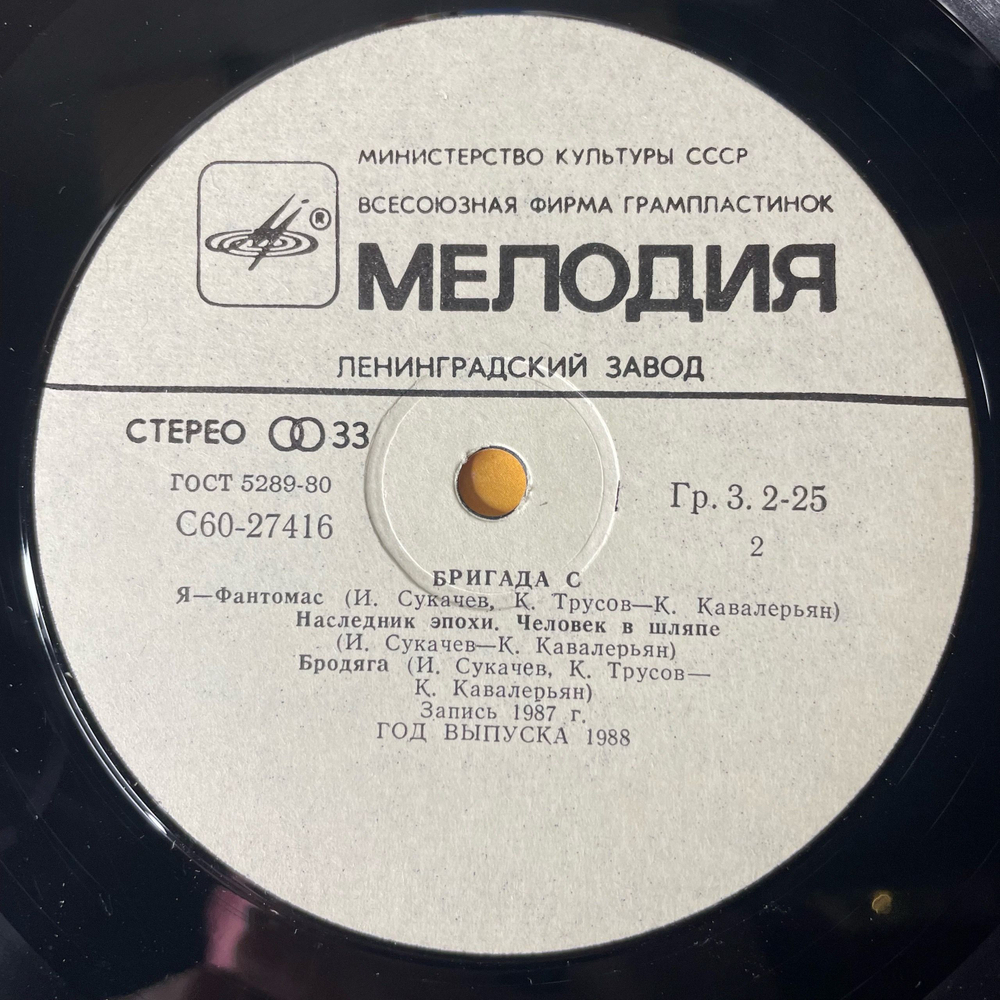 МИНИСТЕРСТВО КУЛЬТУРЫ СССР
ВСЕСОЮЗНАЯ ФИРМА ГРАМПЛАСТИНОК
®
МЕЛОДИЯ
ЛЕНИНГРАДСКИЙ ЗАВОД
СТЕРЕО 33
ГОСТ 5289-80
С60-27416
Гр. 3. 2-25
2
БРИГАДА С
Я—Фантомас (И. Сукачев, К. Трусов—К. Кавалерьян)
Наследник эпохи. Человек в шляпе
(И. Сукачев—К. Кавалерьян)
Бродяга (И. Сукачев, К. Трусов—
К. Кавалерьян)
Запись 1987 г.
ГОД ВЫПУСКА 1988